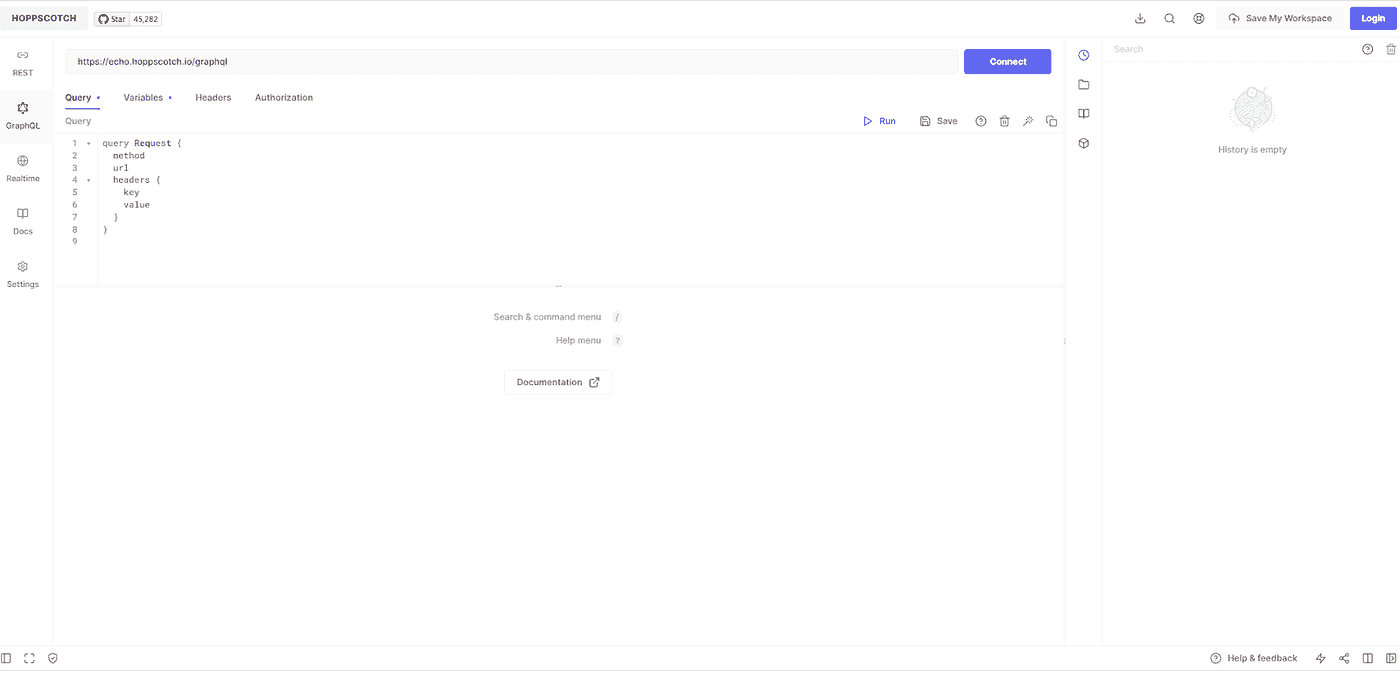 HOPPSCOTCH Star 45,282 Save My Workspace Login
REST
GraphQL
Realtime
Docs
Settings
https://echo.hoppscotch.io/graphql Connect
Query Variables Headers Authorization
Query Run Save
1 query Request {
2 method
3 url
4 headers {
5 key
6 value
7 }
8 }
9
Search & command menu /
Help menu ?
Documentation
Search
History is empty
Help & feedback